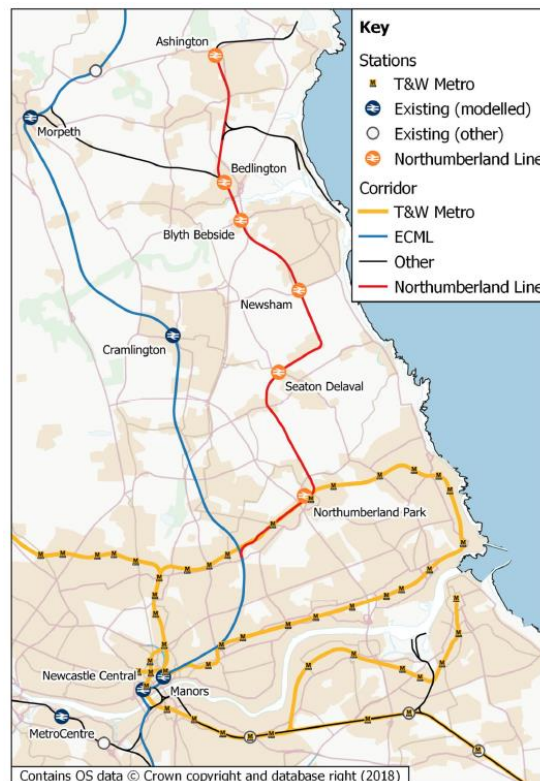 Key
Stations
T&W Metro
Existing (modelled)
Existing (other)
Northumberland Line
Corridor
T&W Metro
ECML
Other
Northumberland Line
Ashington
Morpeth
Bedlington
Blyth Bebside
Newsham
Cramlington
Seaton Delaval
Northumberland Park
Newcastle Central
Manors
MetroCentre
Contains OS data © Crown copyright and database right (2018)